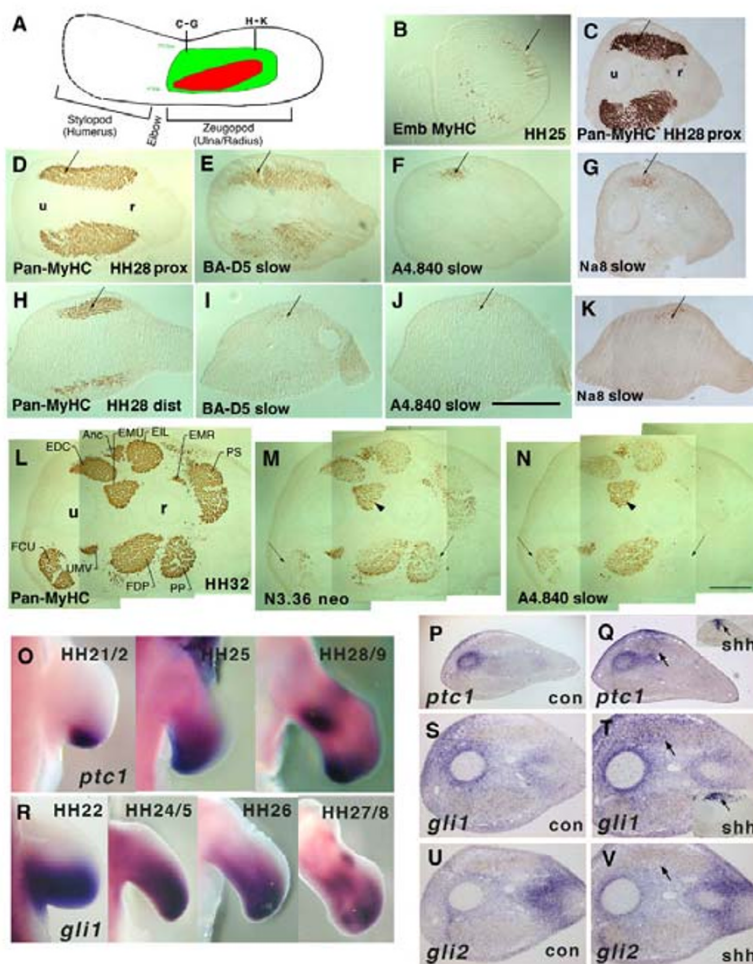 A
C-G
H-K
Stylopod
(Humerus)
Elbow
Zeugopod
(Ulna/Radius)
B
Emb MyHC
HH25
C
u
r
Pan-MyHC HH28 prox
D
u
r
Pan-MyHC HH28 prox
E
BA-D5 slow
F
A4.840 slow
G
Na8 slow
H
Pan-MyHC HH28 dist
I
BA-D5 slow
J
A4.840 slow
K
Na8 slow
L
EDC
Anc
EMU
EIL
EMR
PS
u
r
FCU
UMV
FDP
PP
Pan-MyHC
HH32
M
N3.36 neo
N
A4.840 slow
O
HH21/2
HH25
HH28/9
ptc1
P
ptc1
con
Q
shh
ptc1
shh
R
HH22
HH24/5
HH26
HH27/8
gli1
S
gli1
con
T
gli1
shh
U
gli2
con
V
gli2
shh